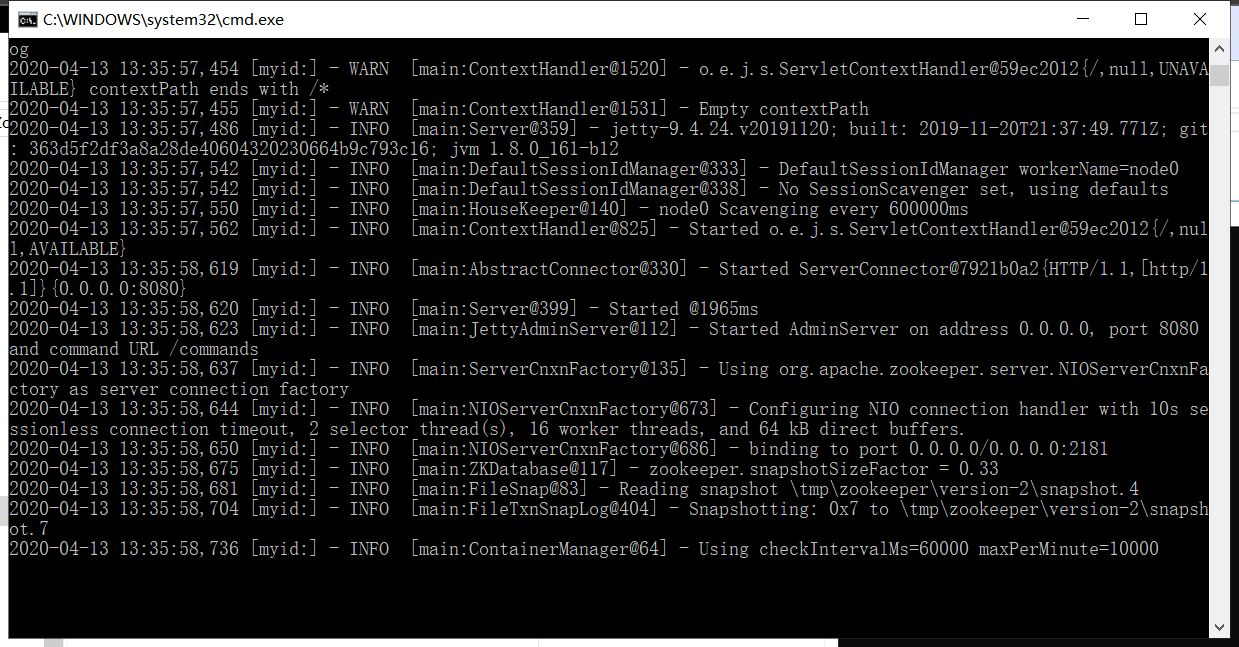 C:\WINDOWS\system32\cmd.exe
og
2020-04-13 13:35:57,454 [myid:] - WARN  [main:ContextHandler@1520] - o.e.j.s.ServletContextHandler@59ec2012{/,null,UNAVA
ILABLE} contextPath ends with /*
2020-04-13 13:35:57,455 [myid:] - WARN  [main:ContextHandler@1531] - Empty contextPath
2020-04-13 13:35:57,486 [myid:] - INFO  [main:Server@359] - jetty-9.4.24.v20191120; built: 2019-11-20T21:37:49.771Z; git
: 363d5f2df3a8a28de40604320230664b9c793c16; jvm 1.8.0_161-b12
2020-04-13 13:35:57,542 [myid:] - INFO  [main:DefaultSessionIdManager@333] - DefaultSessionIdManager workerName=node0
2020-04-13 13:35:57,542 [myid:] - INFO  [main:DefaultSessionIdManager@338] - No SessionScavenger set, using defaults
2020-04-13 13:35:57,550 [myid:] - INFO  [main:HouseKeeper@140] - node0 Scavenging every 600000ms
2020-04-13 13:35:57,562 [myid:] - INFO  [main:ContextHandler@825] - Started o.e.j.s.ServletContextHandler@59ec2012{/,nul
l,AVAILABLE}
2020-04-13 13:35:58,619 [myid:] - INFO  [main:AbstractConnector@330] - Started ServerConnector@7921b0a2{HTTP/1.1,[http/1
.1]}{0.0.0.0:8080}
2020-04-13 13:35:58,620 [myid:] - INFO  [main:Server@399] - Started @1965ms
2020-04-13 13:35:58,623 [myid:] - INFO  [main:JettyAdminServer@112] - Started AdminServer on address 0.0.0.0, port 8080
and command URL /commands
2020-04-13 13:35:58,637 [myid:] - INFO  [main:ServerCnxnFactory@135] - Using org.apache.zookeeper.server.NIOServerCnxnFa
ctory as server connection factory
2020-04-13 13:35:58,644 [myid:] - INFO  [main:NIOServerCnxnFactory@673] - Configuring NIO connection handler with 10s se
ssionless connection timeout, 2 selector thread(s), 16 worker threads, and 64 kB direct buffers.
2020-04-13 13:35:58,650 [myid:] - INFO  [main:NIOServerCnxnFactory@686] - binding to port 0.0.0.0/0.0.0.0:2181
2020-04-13 13:35:58,675 [myid:] - INFO  [main:ZKDatabase@117] - zookeeper.snapshotSizeFactor = 0.33
2020-04-13 13:35:58,681 [myid:] - INFO  [main:FileSnap@83] - Reading snapshot \tmp\zookeeper\version-2\snapshot.4
2020-04-13 13:35:58,704 [myid:] - INFO  [main:FileTxnSnapLog@404] - Snapshotting: 0x7 to \tmp\zookeeper\version-2\snapsh
ot.7
2020-04-13 13:35:58,736 [myid:] - INFO  [main:ContainerManager@64] - Using checkIntervalMs=60000 maxPerMinute=10000